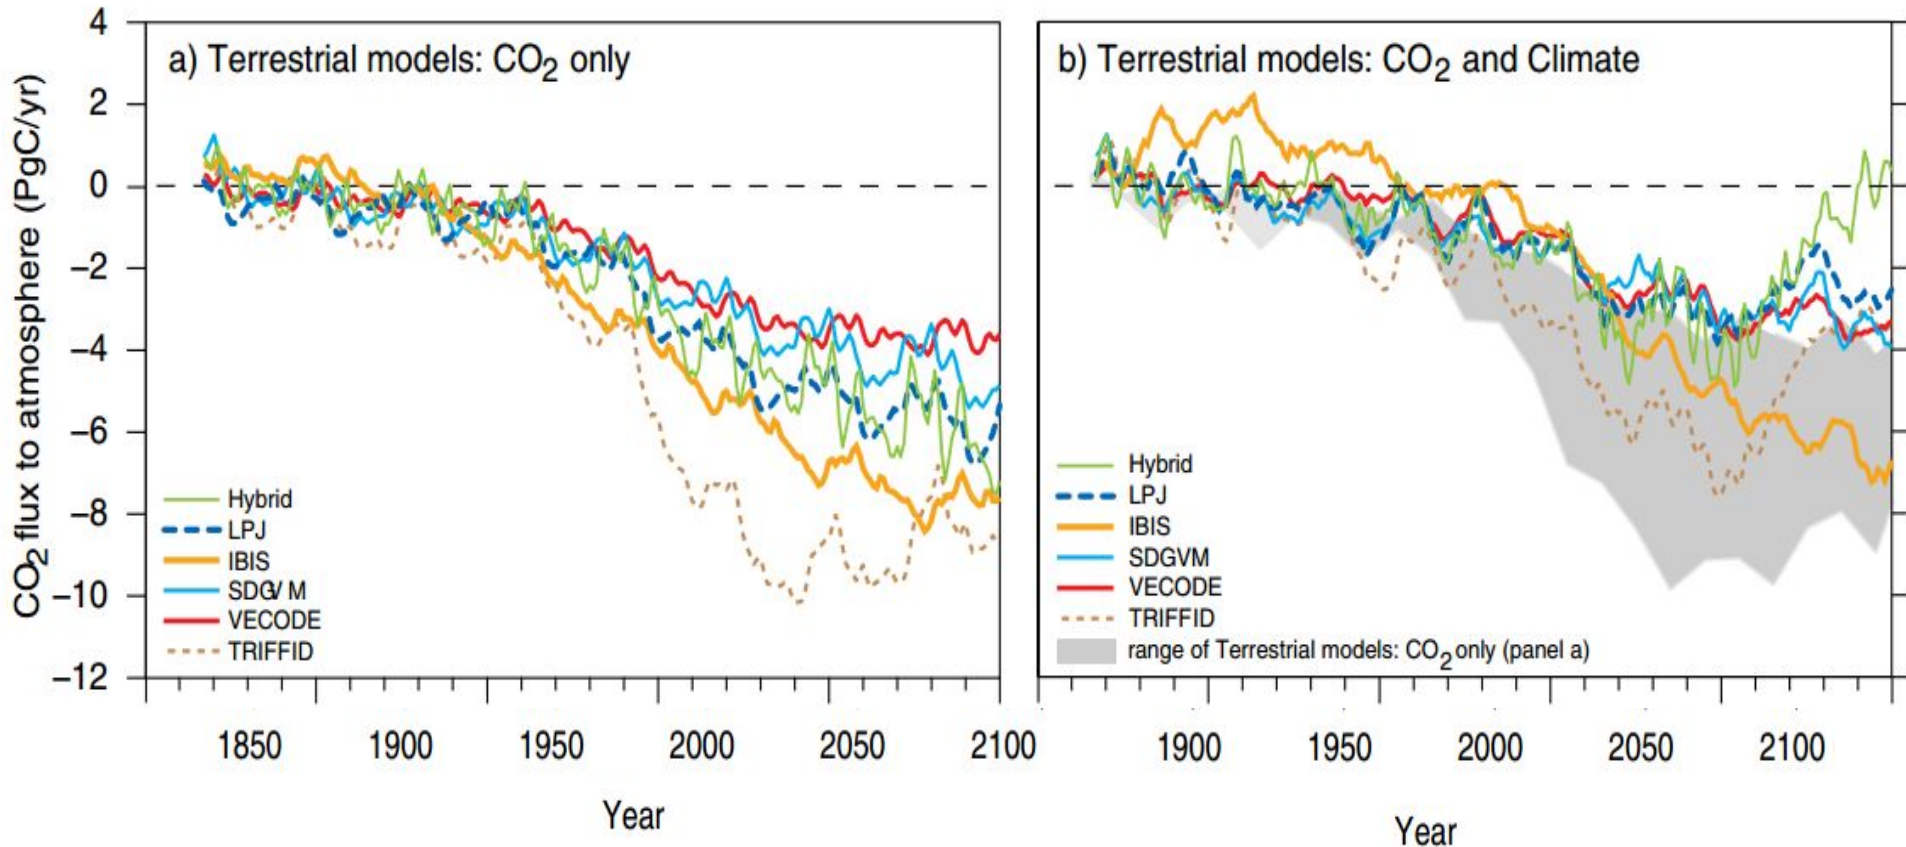 a) Terrestrial models: CO2 only
CO2 flux to atmosphere (PgC/yr)
4
2
0
−2
−4
−6
−8
−10
−12
Hybrid
LPJ
IBIS
SDGV M
VECODE
TRIFFID
1850 1900 1950 2000 2050 2100
Year
b) Terrestrial models: CO2 and Climate
Hybrid
LPJ
IBIS
SDGVM
VECODE
TRIFFID
range of Terrestrial models: CO2 only (panel a)
1900 1950 2000 2050 2100
Year